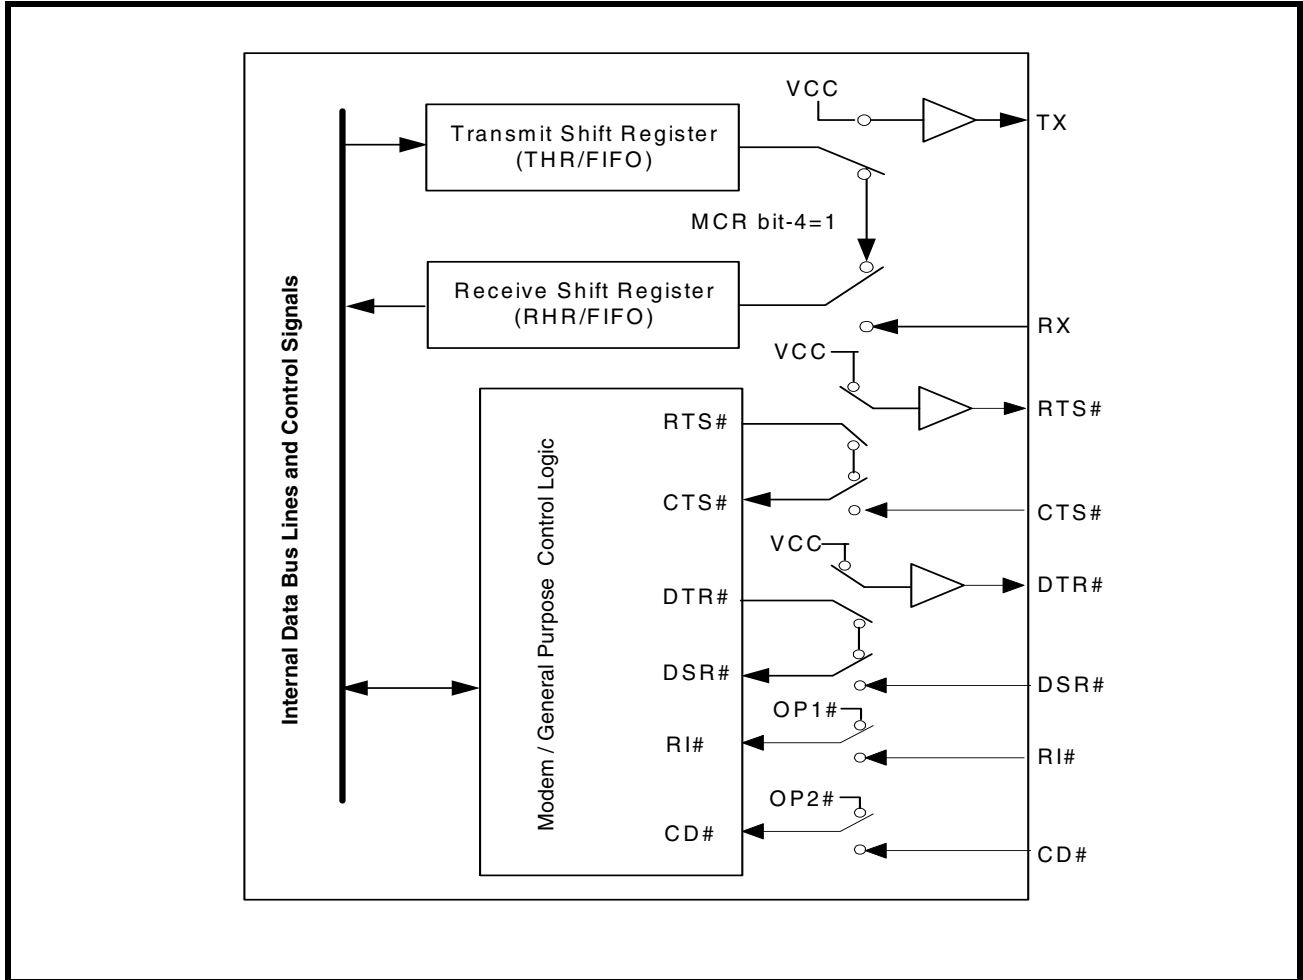 VCC
TX
Transmit Shift Register
(THR/FIFO)
MCR bit-4=1
Receive Shift Register
(RHR/FIFO)
RX
VCC
RTS#
RTS#
CTS#
CTS#
VCC
DTR#
DTR#
DSR#
DSR#
OP1#
RI#
RI#
OP2#
CD#
CD#
Internal Data Bus Lines and Control Signals
Modem / General Purpose Control Logic